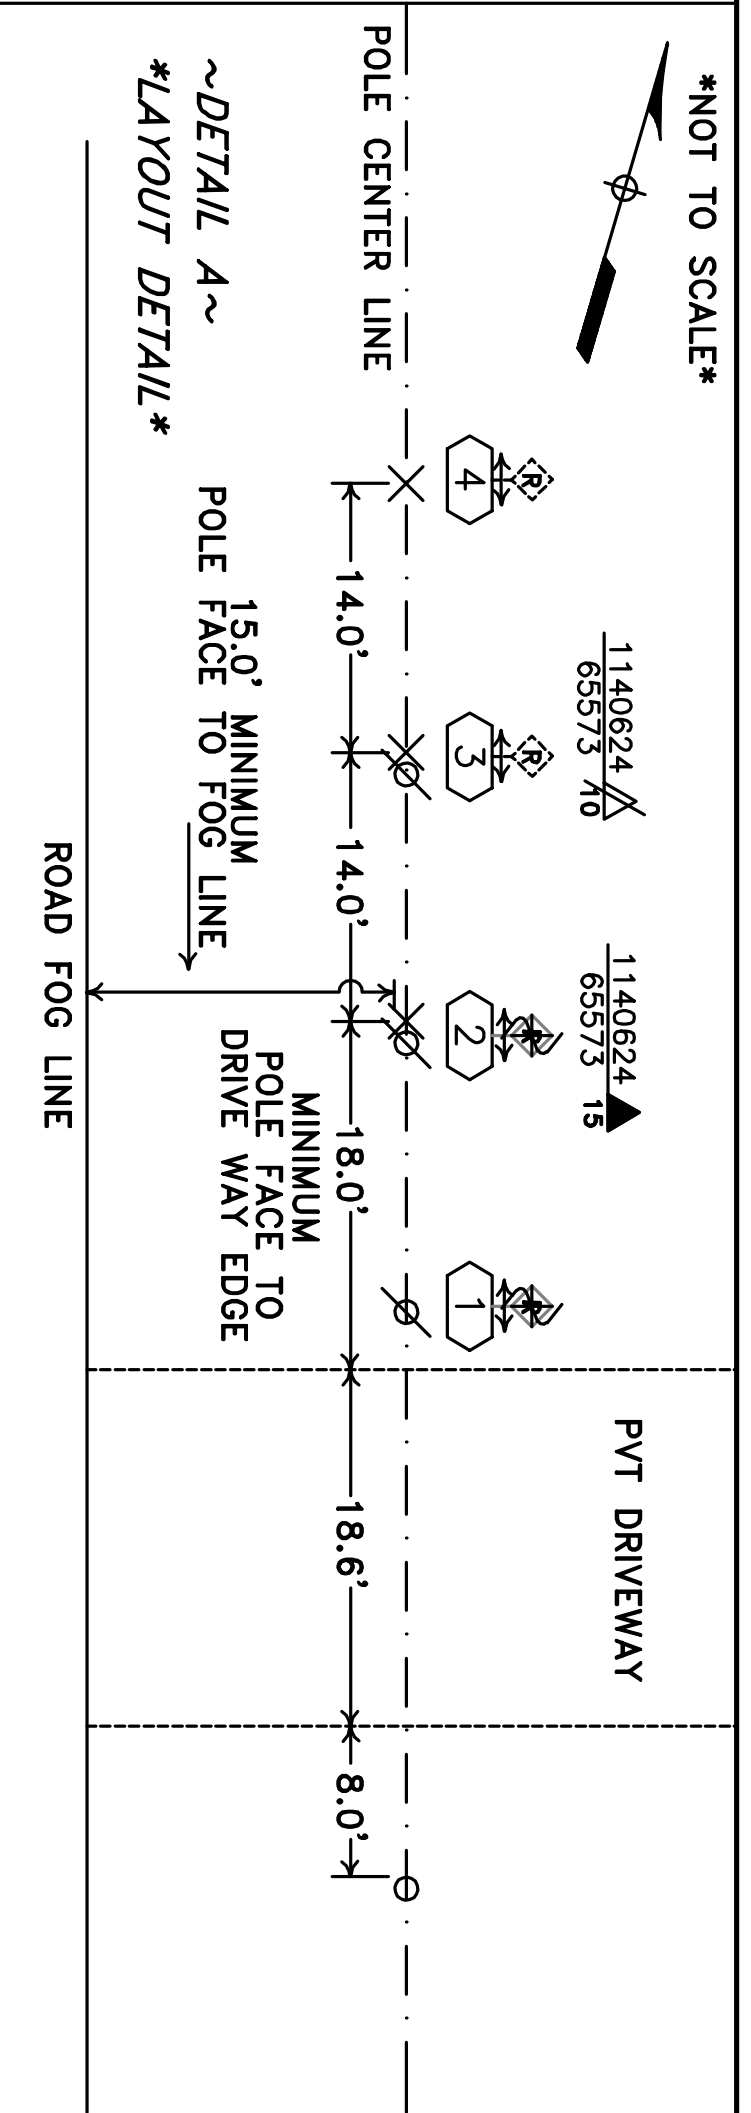 *NOT TO SCALE*
POLE CENTER LINE
~DETAIL A~
*LAYOUT DETAIL*
4
R
3
R
2
R
1
R
1140624
65573
10
1140624
65573
15
14.0'
14.0'
18.0'
18.6'
8.0'
15.0' MINIMUM
POLE FACE TO FOG LINE
MINIMUM
POLE FACE TO
DRIVE WAY EDGE
PVT DRIVEWAY
ROAD FOG LINE